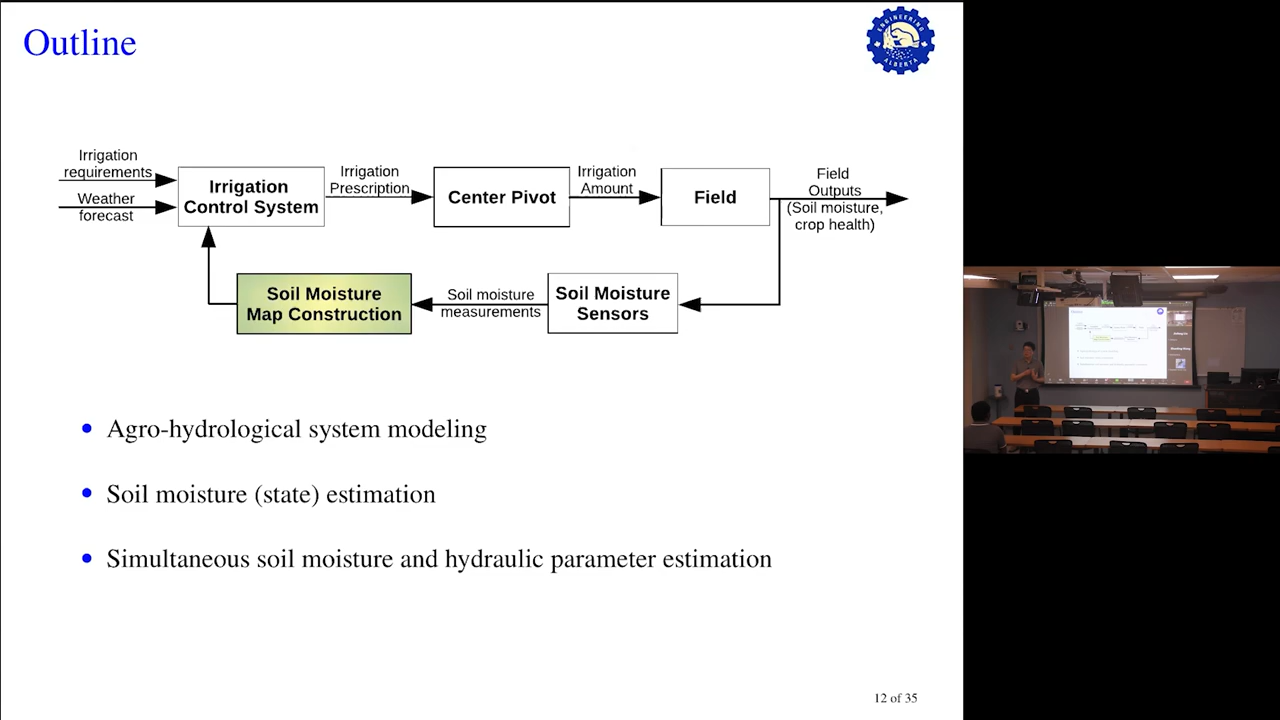 Outline
ENGINEERING
ALBERTA
Irrigation
requirements
Weather
forecast
Irrigation
Control System
Irrigation
Prescription
Center Pivot
Irrigation
Amount
Field
Field
Outputs
(Soil moisture,
crop health)
Soil Moisture
Map Construction
Soil moisture
measurements
Soil Moisture
Sensors
• Agro-hydrological system modeling
• Soil moisture (state) estimation
• Simultaneous soil moisture and hydraulic parameter estimation
12 of 35